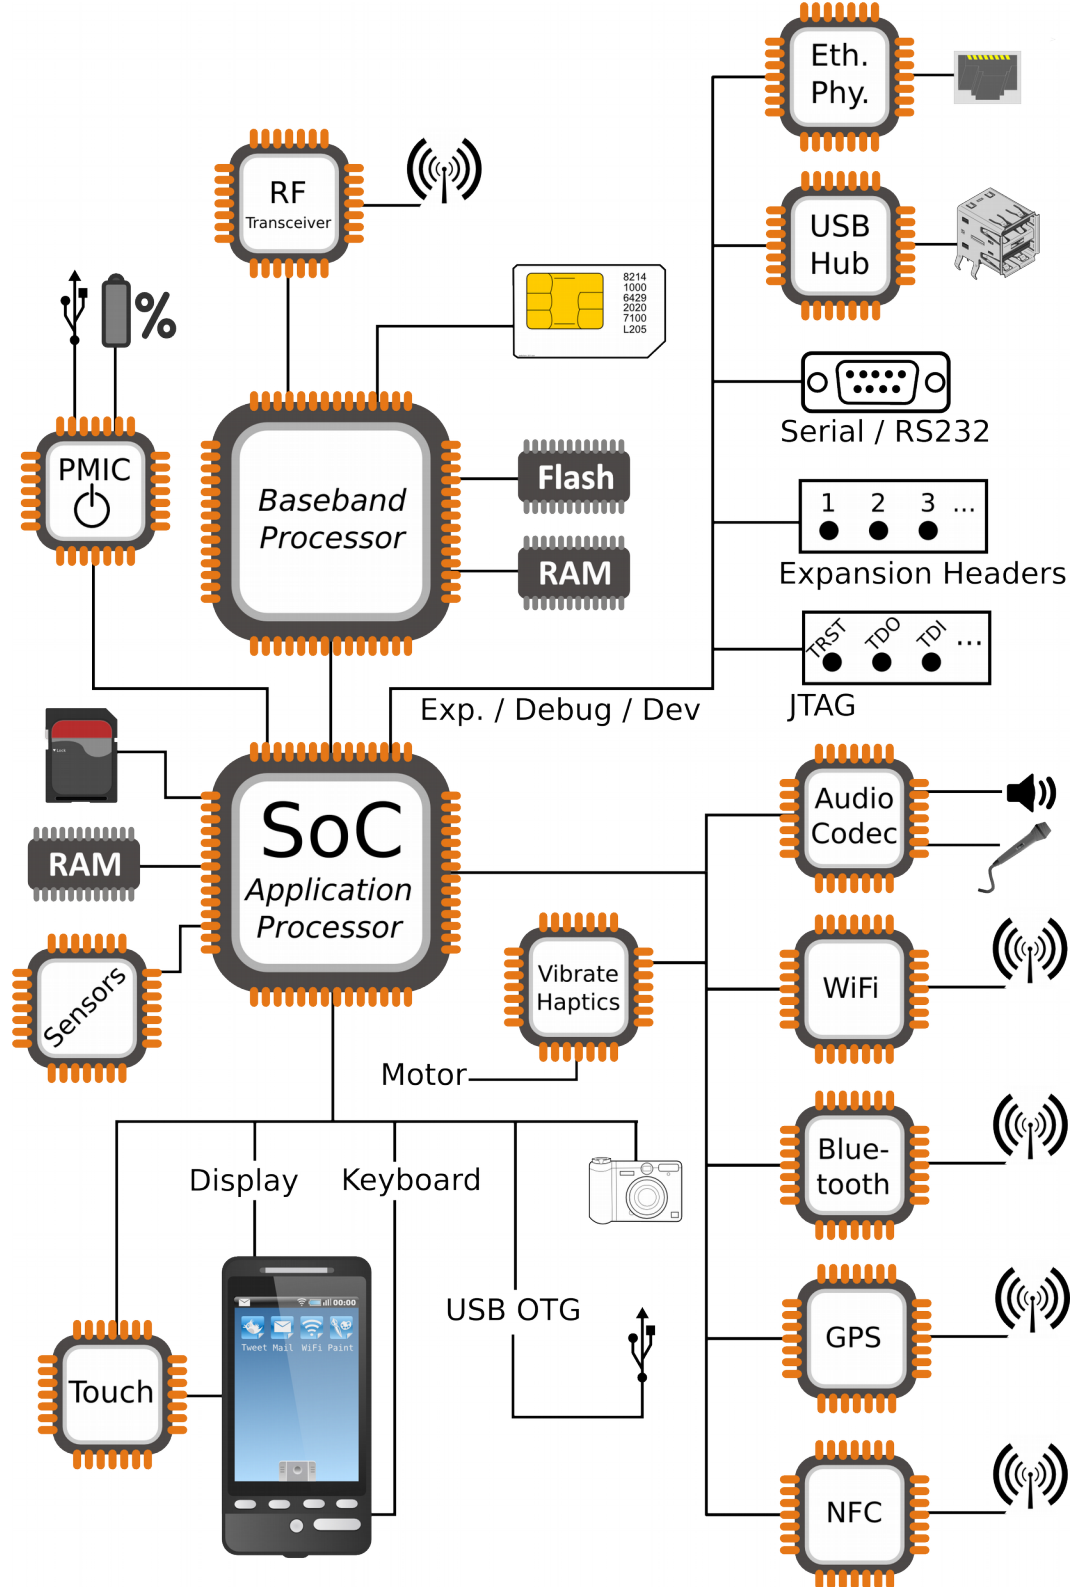 Eth.
Phy.
RF
Transceiver
USB
Hub
%
8214
1000
6429
2020
7100
L205
Serial / RS232
PMIC
Flash
Baseband
Processor
RAM
1 2 3 ...
Expansion Headers
TRST TDO TDI ...
JTAG
Exp. / Debug / Dev
Lock
SoC
Application
Processor
RAM
Sensors
Audio
Codec
Vibrate
Haptics
WiFi
Motor
Blue-
tooth
Display
Keyboard
USB OTG
00:00
Tweet Mail WiFi Paint
GPS
Touch
NFC